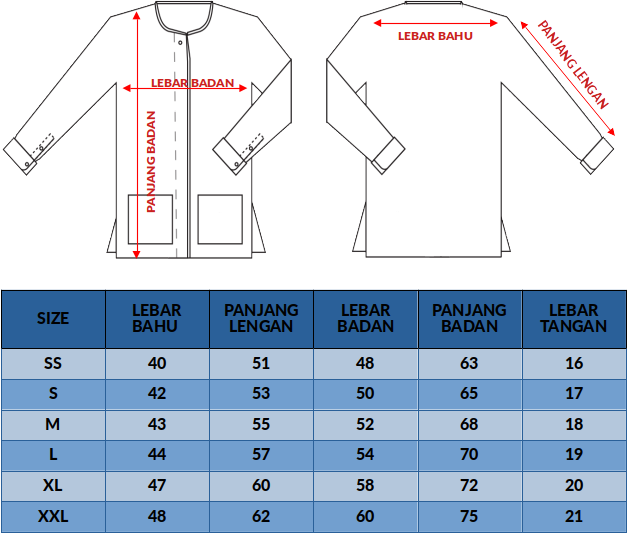 LEBAR BAHU
PANJANG LENGAN
LEBAR BADAN
PANJANG BADAN
SIZE LEBAR BAHU PANJANG LENGAN LEBAR BADAN PANJANG BADAN LEBAR TANGAN
SS 40 51 48 63 16
S 42 53 50 65 17
M 43 55 52 68 18
L 44 57 54 70 19
XL 47 60 58 72 20
XXL 48 62 60 75 21